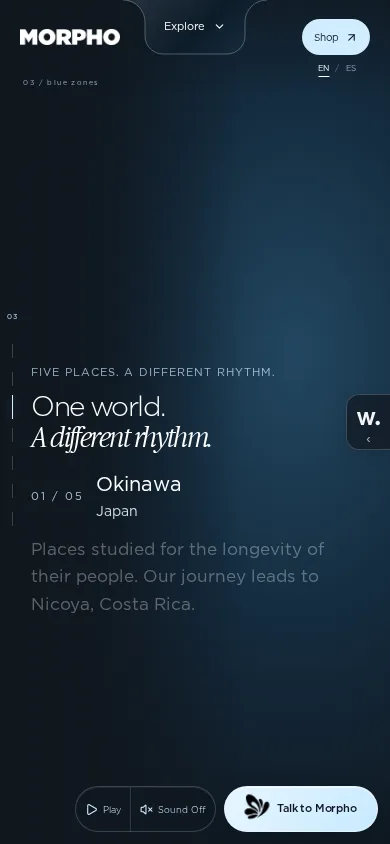 MORPHO
Explore
Shop
EN / ES
03 / blue zones
03
FIVE PLACES. A DIFFERENT RHYTHM.
One world.
A different rhythm.
W.
01 / 05
Okinawa
Japan
Places studied for the longevity of
their people. Our journey leads to
Nicoya, Costa Rica.
Play
Sound Off
Talk to Morpho